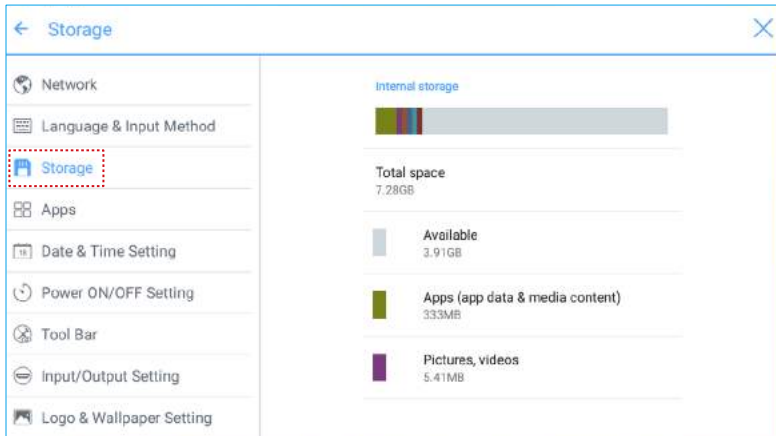 Storage
Network
Language & Input Method
Storage
Apps
Date & Time Setting
Power ON/OFF Setting
Tool Bar
Input/Output Setting
Logo & Wallpaper Setting
Internal storage
Total space
7.28GB
Available
3.91GB
Apps (app data & media content)
333MB
Pictures, videos
5.41MB